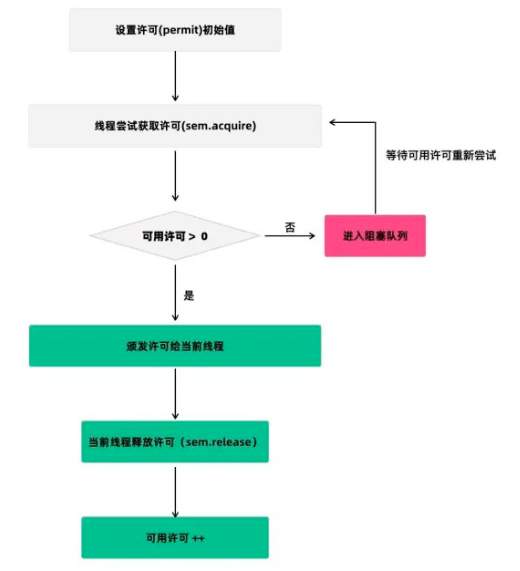 设置许可(permit)初始值
线程尝试获取许可(sem.acquire)
等待可用许可重新尝试
可用许可 > 0
否
进入阻塞队列
是
颁发许可给当前线程
当前线程释放许可（sem.release）
可用许可 ++